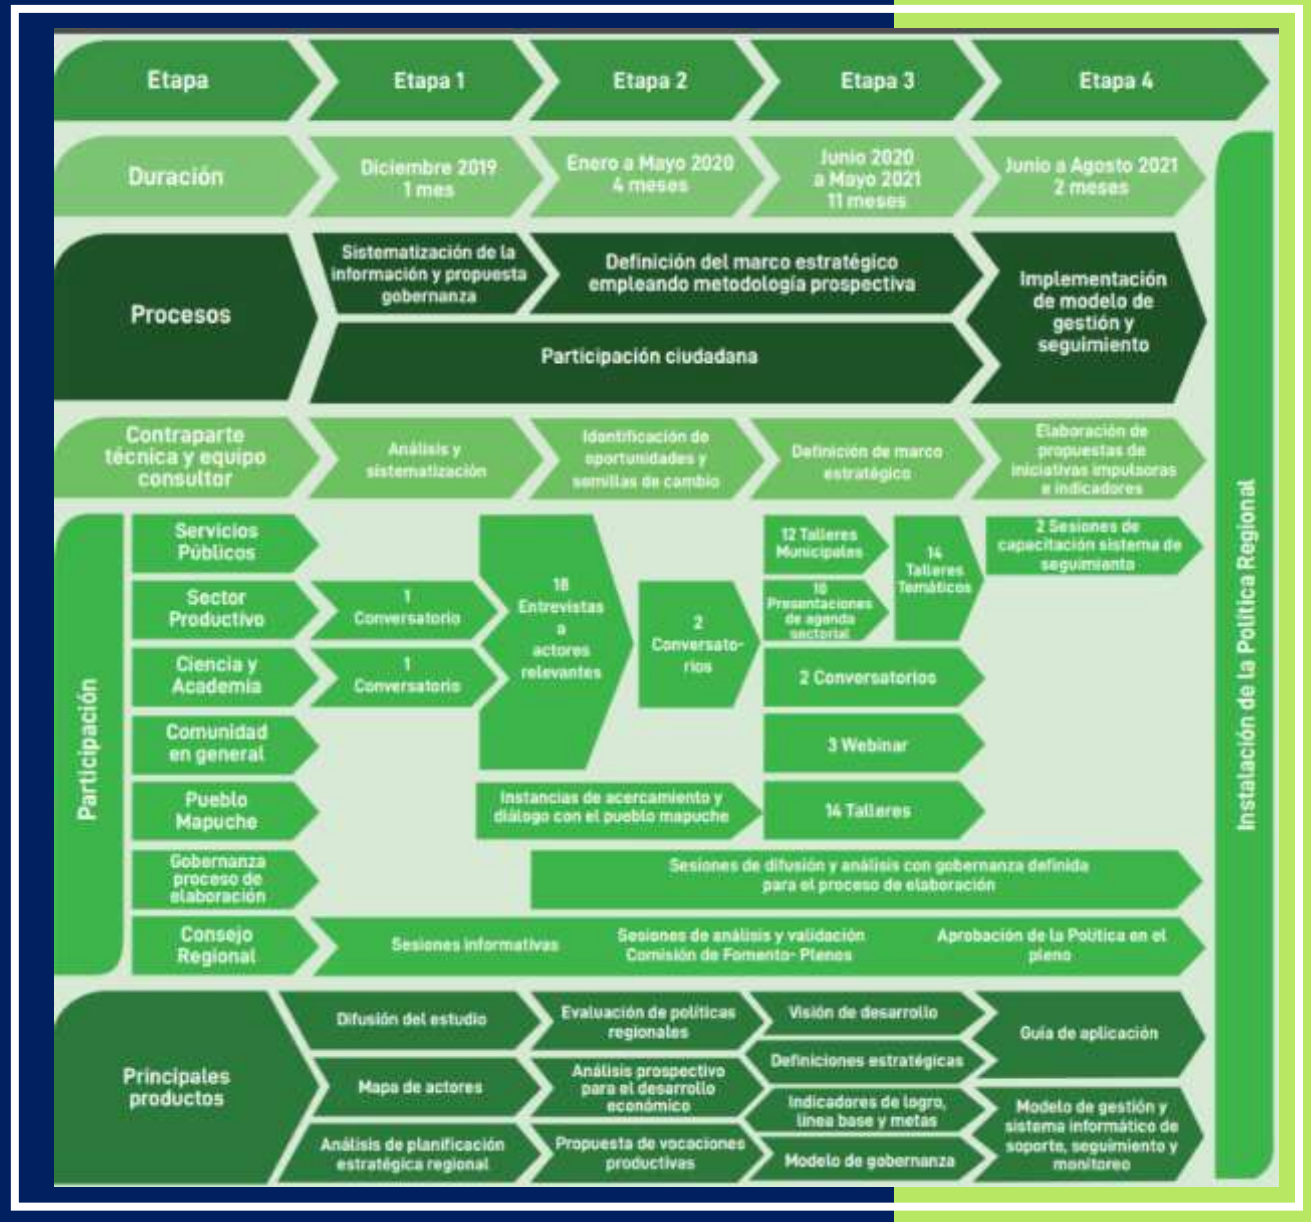 Etapa
Etapa 1
Etapa 2
Etapa 3
Etapa 4
Duración
Diciembre 2019
1 mes
Enero a Mayo 2020
4 meses
Junio 2020
a Mayo 2021
11 meses
Junio a Agosto 2021
2 meses
Procesos
Sistematización de la
información y propuesta
gobernanza
Definición del marco estratégico
empleando metodología prospectiva
Participación ciudadana
Implementación
de modelo de
gestión y
seguimiento
Contraparte
técnica y equipo
consultor
Análisis y
sistematización
Identificación de
oportunidades y
semillas de cambio
Definición de marco
estratégico
Elaboración de
propuestas de
iniciativas impulsoras
e indicadores
Participación
Servicios
Públicos
Sector
Productivo
Ciencia y
Academia
Comunidad
en general
Pueblo
Mapuche
Gobernanza
proceso de
elaboración
Consejo
Regional
1
Conversatorio
1
Conversatorio
18
Entrevistas
a
actores
relevantes
2
Conversato-
rios
12 Talleres
Municipales
10
Presentaciones
de agenda
sectorial
14
Talleres
Temáticos
2 Sesiones de
capacitación sistema de
seguimiento
2 Conversatorios
3 Webinar
Instancias de acercamiento y
diálogo con el pueblo mapuche
14 Talleres
Sesiones de difusión y análisis con gobernanza definida
para el proceso de elaboración
Sesiones informativas
Sesiones de análisis y validación
Comisión de Fomento- Plenos
Aprobación de la Política en el
pleno
Principales
productos
Difusión del estudio
Mapa de actores
Análisis de planificación
estratégica regional
Evaluación de políticas
regionales
Análisis prospectivo
para el desarrollo
económico
Propuesta de vocaciones
productivas
Visión de desarrollo
Definiciones estratégicas
Indicadores de logro,
línea base y metas
Modelo de gobernanza
Guía de aplicación
Modelo de gestión y
sistema informático de
soporte, seguimiento y
monitoreo
Instalación de la Política Regional